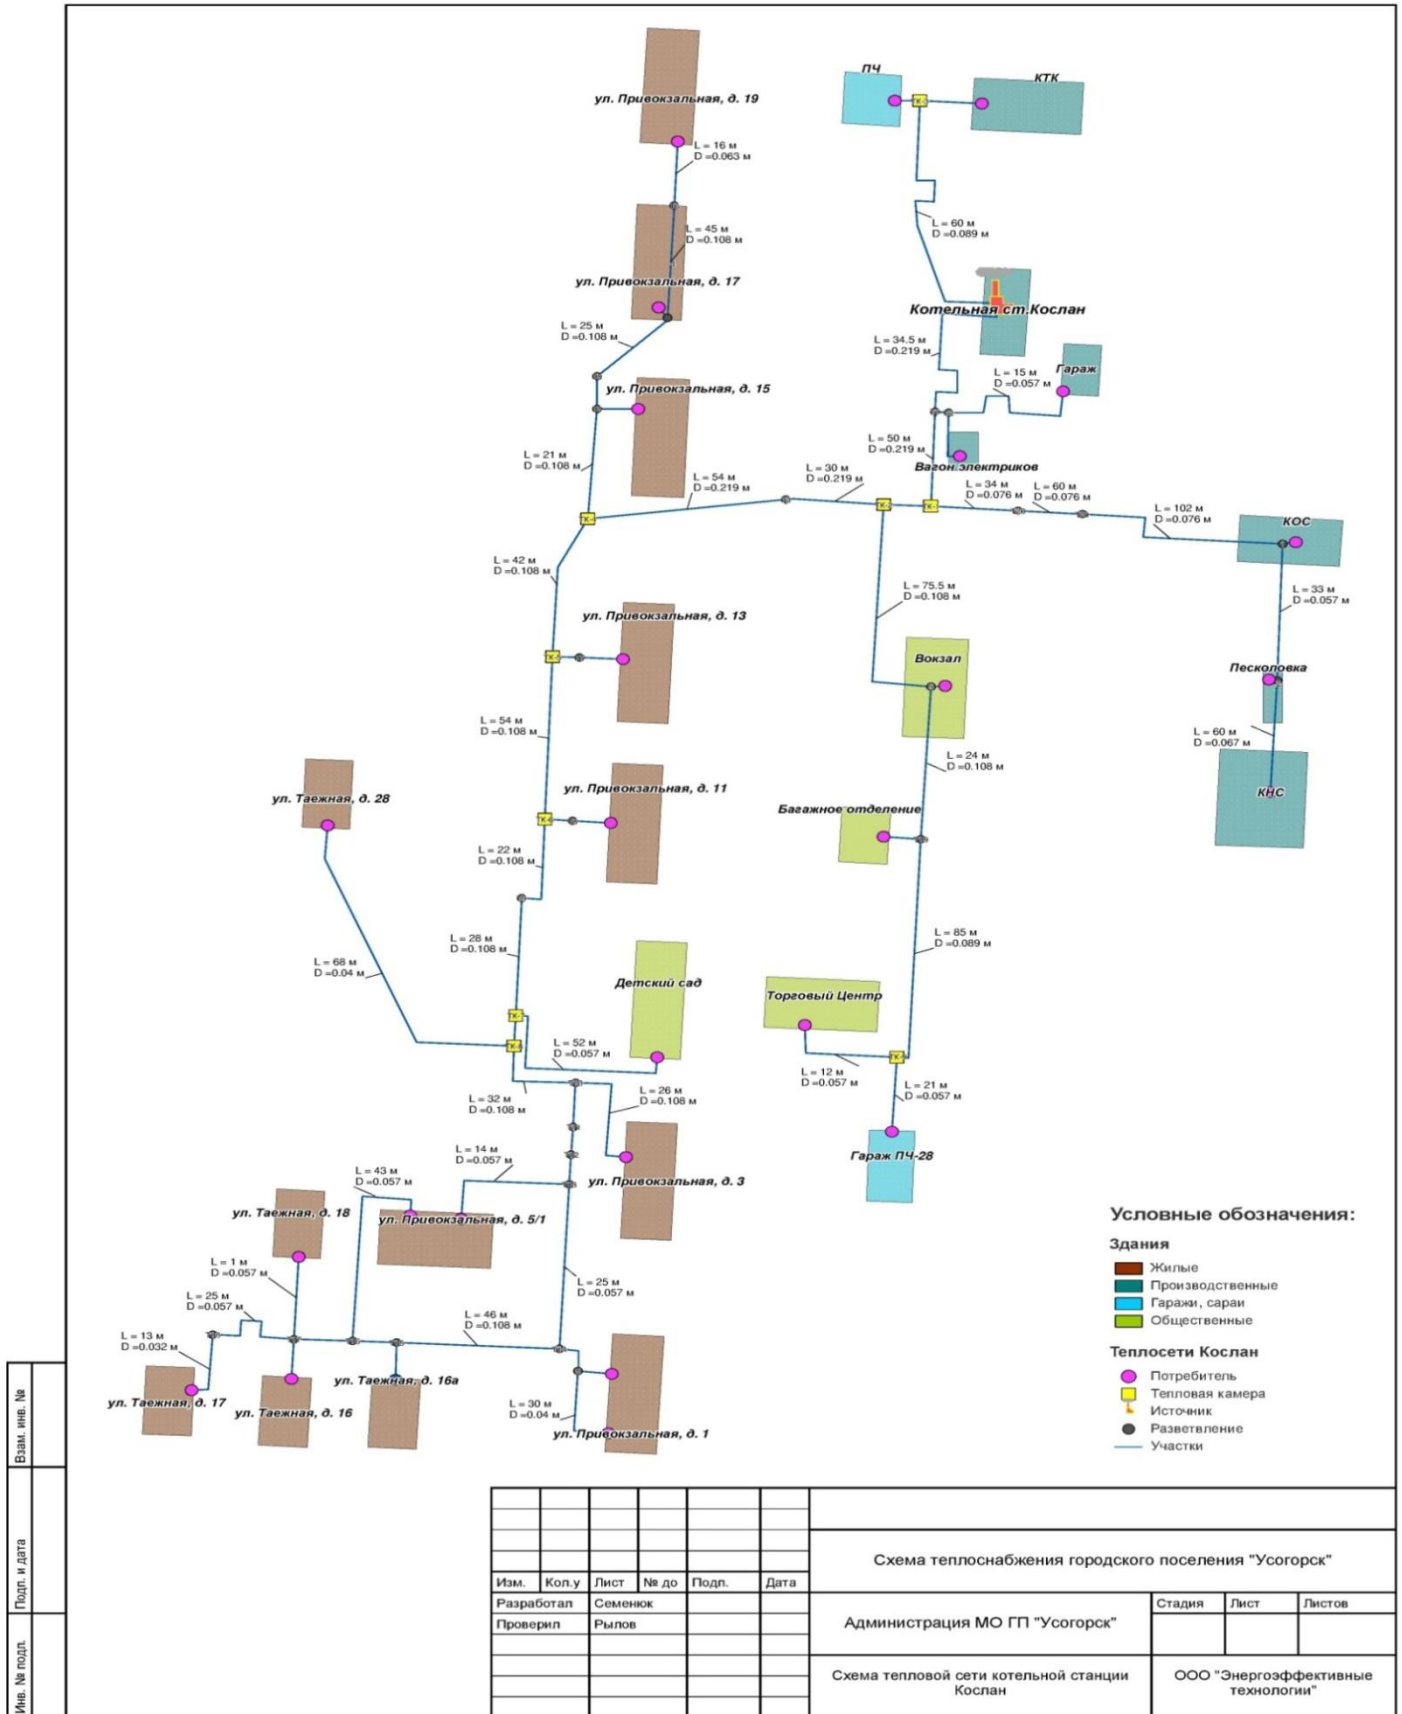 ПЧ
КТК
ул. Привокзальная, д. 19
L = 16 м
D =0.063 м
L = 45 м
D =0.108 м
L = 60 м
D =0.089 м
ул. Привокзальная, д. 17
Котельная ст.Кослан
L = 25 м
D =0.108 м
L = 34.5 м
D =0.219 м
Гараж
L = 15 м
D =0.057 м
ул. Привокзальная, д. 15
L = 50 м
D =0.219 м
L = 21 м
D =0.108 м
Вагон.электриков
L = 54 м
D =0.219 м
L = 30 м
D =0.219 м
L = 34 м
D =0.076 м
L = 60 м
D =0.076 м
L = 102 м
D =0.076 м
КОС
L = 42 м
D =0.108 м
L = 75.5 м
D =0.108 м
L = 33 м
D =0.057 м
ул. Привокзальная, д. 13
Вокзал
Песколовка
L = 54 м
D =0.108 м
L = 60 м
D =0.067 м
L = 24 м
D =0.108 м
ул. Таежная, д. 28
ул. Привокзальная, д. 11
КНС
Багажное отделение
L = 22 м
D =0.108 м
L = 28 м
D =0.108 м
L = 85 м
D =0.089 м
L = 68 м
D =0.04 м
Детский сад
Торговый Центр
L = 52 м
D =0.057 м
L = 12 м
D =0.057 м
L = 21 м
D =0.057 м
L = 32 м
D =0.108 м
L = 26 м
D =0.108 м
L = 14 м
D =0.057 м
Гараж ПЧ-28
L = 43 м
D =0.057 м
ул. Привокзальная, д. 3
ул. Таежная, д. 18
ул. Привокзальная, д. 5/1
L = 1 м
D =0.057 м
L = 25 м
D =0.057 м
L = 25 м
D =0.057 м
L = 46 м
D =0.108 м
L = 13 м
D =0.032 м
ул. Таежная, д. 16а
ул. Таежная, д. 17
ул. Таежная, д. 16
L = 30 м
D =0.04 м
ул. Привокзальная, д. 1
Условные обозначения:
Здания
Жилые
Производственные
Гаражи, сараи
Общественные
Теплосети Кослан
Потребитель
Тепловая камера
Источник
Разветвление
Участки
Взам. инв. №
Подп. и дата
Инв. № подл.
Изм. Кол.у Лист № до Подп. Дата
Разработал Семенюк
Проверил Рылов
Схема теплоснабжения городского поселения "Усогорск"
Администрация МО ГП "Усогорск"
Стадия Лист Листов
Схема тепловой сети котельной станции
Кослан
ООО "Энергоэффективные
технологии"